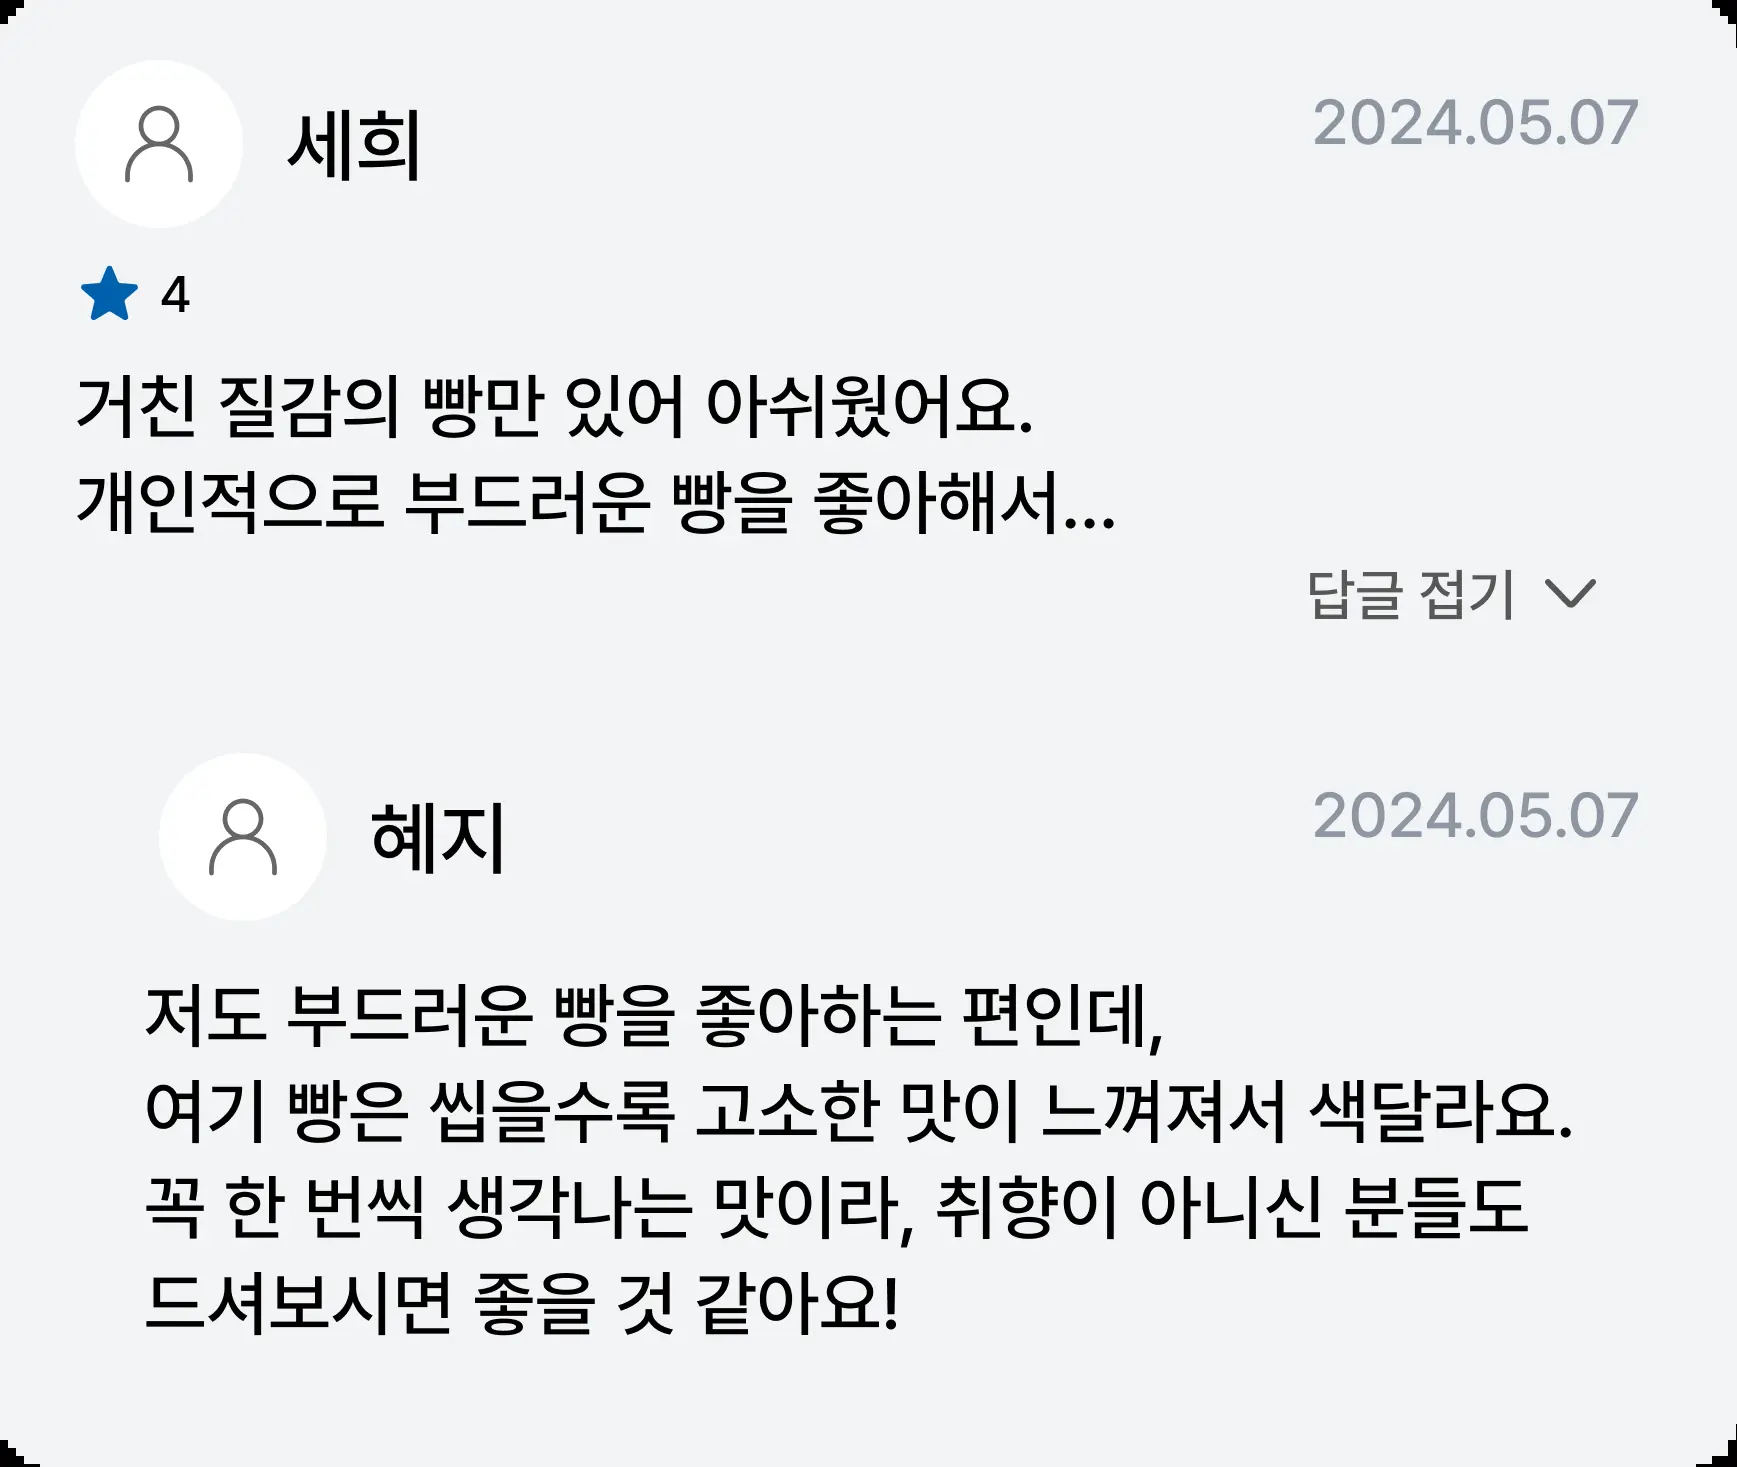 세희
2024.05.07
4
거친 질감의 빵만 있어 아쉬웠어요.
개인적으로 부드러운 빵을 좋아해서...
답글 접기
혜지
2024.05.07
저도 부드러운 빵을 좋아하는 편인데,
여기 빵은 씹을수록 고소한 맛이 느껴져서 색달라요.
꼭 한 번씩 생각나는 맛이라, 취향이 아니신 분들도
드셔보시면 좋을 것 같아요!